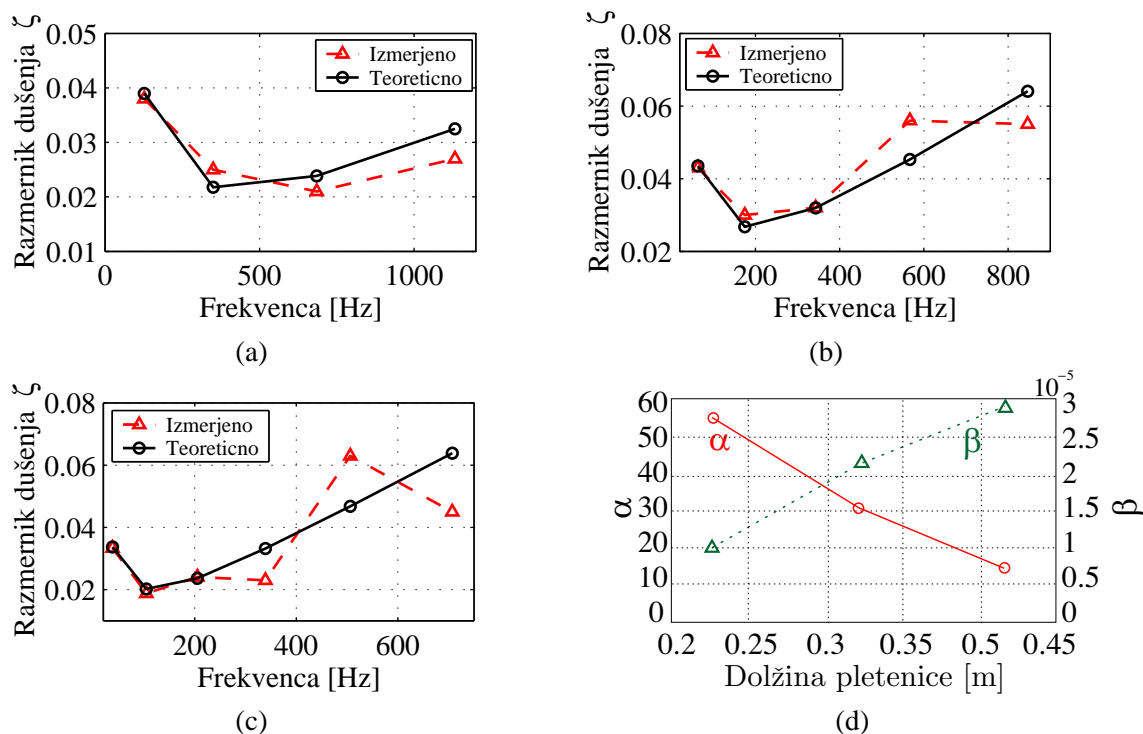 Razmernik dušenja ζ
0.05
0.04
0.03
0.02
0.01
Izmerjeno
Teoreticno
0
500
1000
Frekvenca [Hz]
(a)
Razmernik dušenja ζ
0.08
0.06
0.04
0.02
Izmerjeno
Teoreticno
200
400
600
800
Frekvenca [Hz]
(b)
Razmernik dušenja ζ
0.08
0.06
0.04
0.02
Izmerjeno
Teoreticno
200
400
600
Frekvenca [Hz]
(c)
α
60
50
40
30
20
10
0
α
β
10⁻⁵
3
2.5
2
1.5
1
0.5
0
β
0.2
0.25
0.3
0.35
0.5
0.45
Dolžina pletenice [m]
(d)